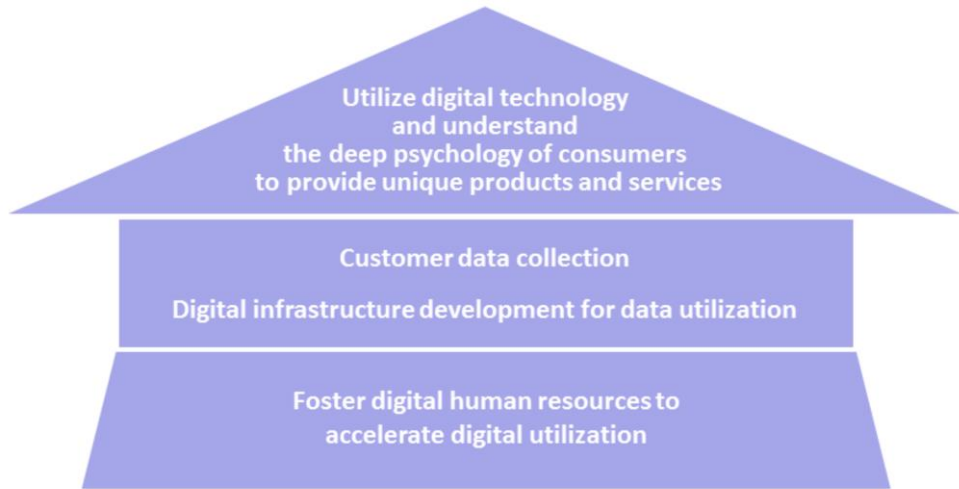 Utilize digital technology
and understand
the deep psychology of consumers
to provide unique products and services
Customer data collection
Digital infrastructure development for data utilization
Foster digital human resources to
accelerate digital utilization